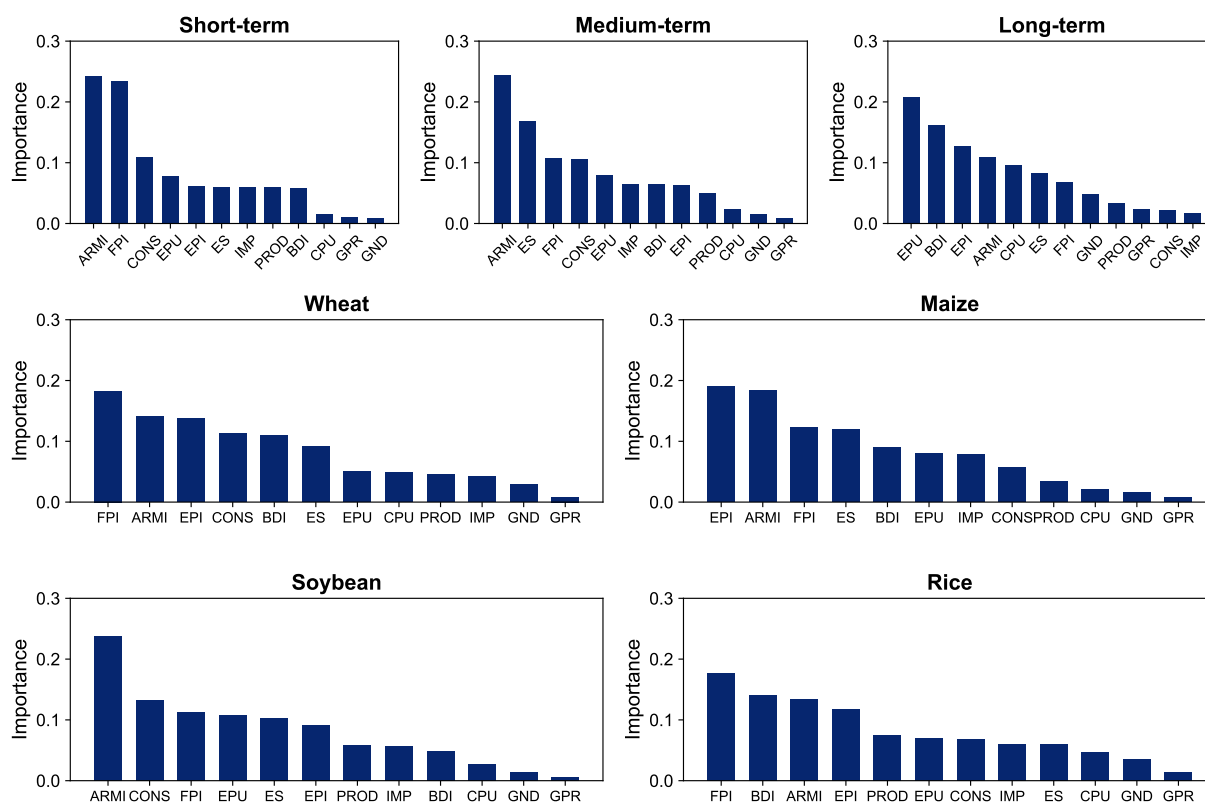 Short-term
Medium-term
Long-term
Importance
0.3
0.2
0.1
0.0
ARMI FPI CONS EPU EPI ES IMP PROD BDI CPU GPR GND
Importance
0.3
0.2
0.1
0.0
ARMI ES FPI CONS EPU IMP BDI EPI PROD CPU GND GPR
Importance
0.3
0.2
0.1
0.0
EPU BDI EPI ARMI CPU ES FPI GND PROD GPR CONS IMP
Wheat
Importance
0.3
0.2
0.1
0.0
FPI ARMI EPI CONS BDI ES EPU CPU PROD IMP GND GPR
Maize
Importance
0.3
0.2
0.1
0.0
EPI ARMI FPI ES BDI EPU IMP CONS PROD CPU GND GPR
Soybean
Importance
0.3
0.2
0.1
0.0
ARMI CONS FPI EPU ES EPI PROD IMP BDI CPU GND GPR
Rice
Importance
0.3
0.2
0.1
0.0
FPI BDI ARMI EPI PROD EPU CONS IMP ES CPU GND GPR